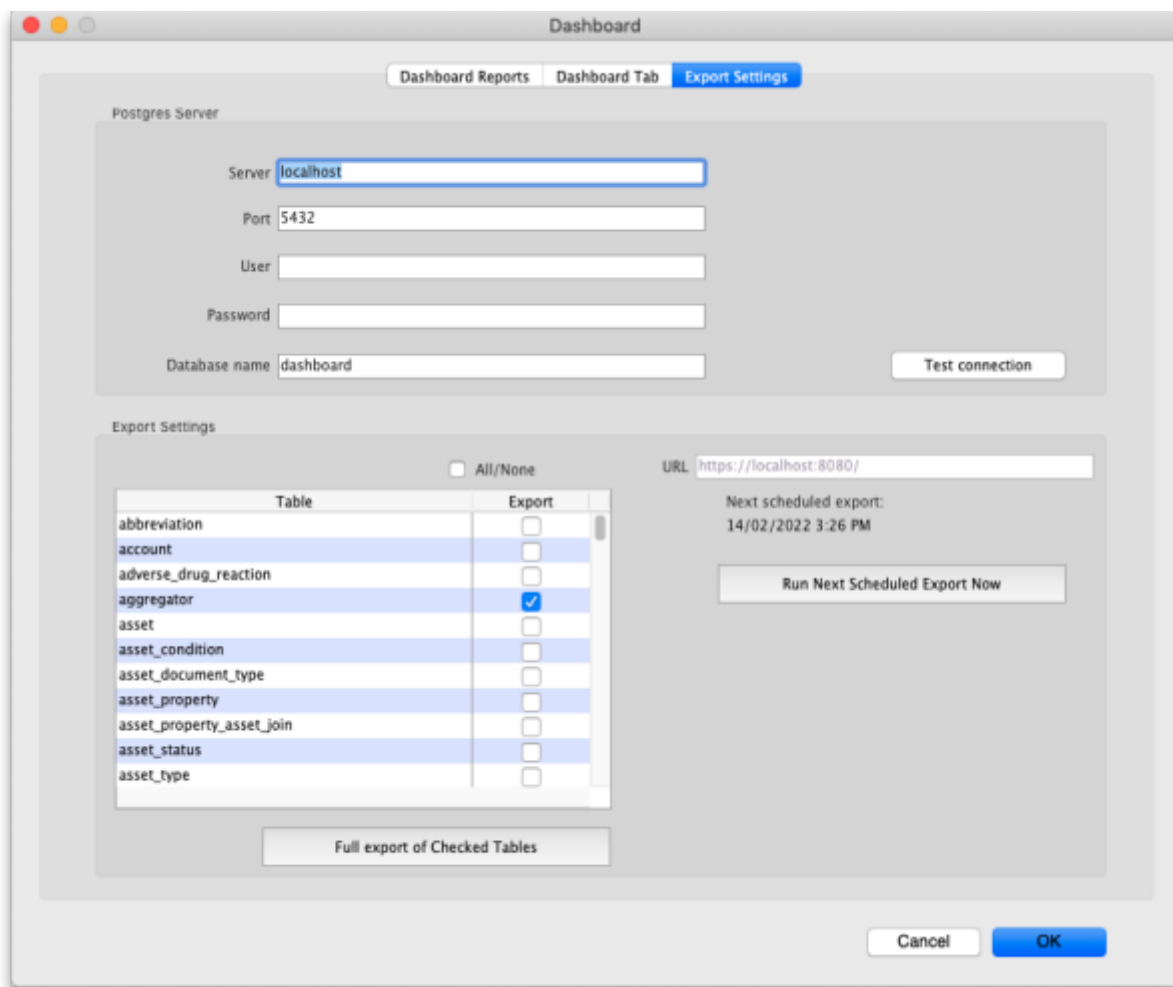 Dashboard
Dashboard Reports Dashboard Tab Export Settings
Postgres Server
Server localhost
Port 5432
User
Password
Database name dashboard Test connection
Export Settings
All/None URL https://localhost:8080/
Table Export Next scheduled export:
abbreviation 14/02/2022 3:26 PM
account
adverse_drug_reaction Run Next Scheduled Export Now
aggregator
asset
asset_condition
asset_document_type
asset_property
asset_property_asset_join
asset_status
asset_type
Full export of Checked Tables
Cancel OK